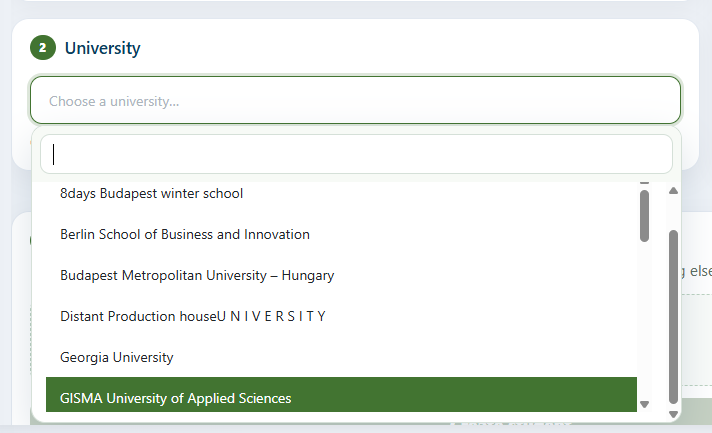 2 University
Choose a university...
8days Budapest winter school
Berlin School of Business and Innovation
Budapest Metropolitan University – Hungary
g else
Distant Production houseU N I V E R S I T Y
Georgia University
GISMA University of Applied Sciences